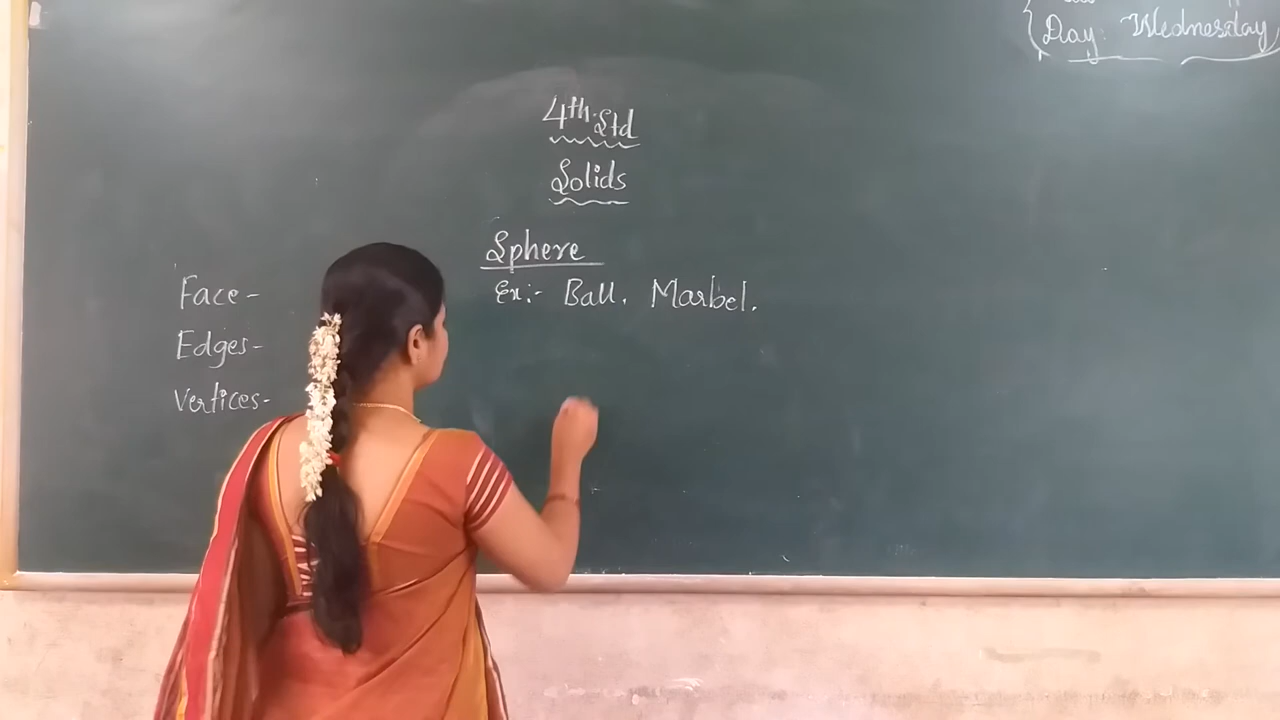 Day: Wednesday
4th Std
Solids
Sphere
Ex:- Ball, Marbel.
Face-
Edges-
Vertices-